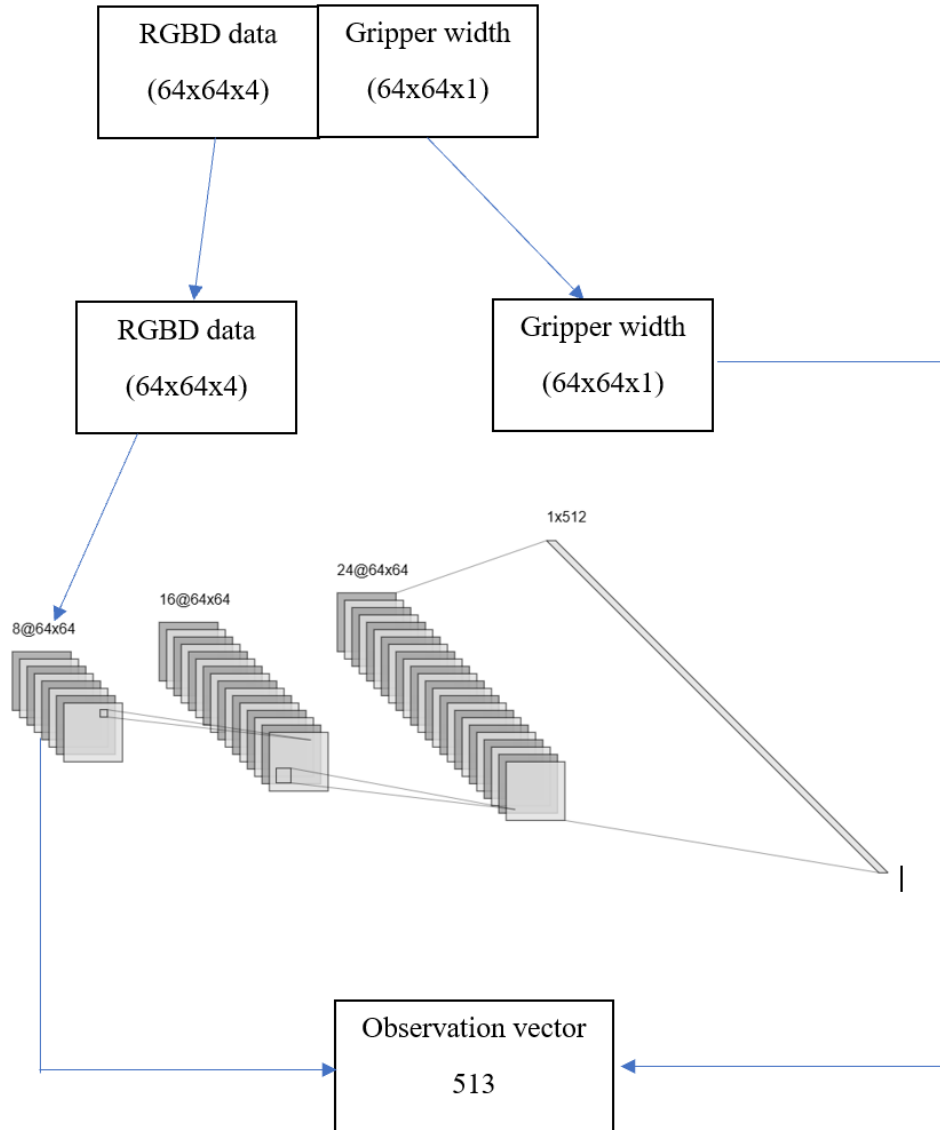 RGBD data
(64x64x4)
Gripper width
(64x64x1)
RGBD data
(64x64x4)
Gripper width
(64x64x1)
1x512
24@64x64
16@64x64
8@64x64
Observation vector
513